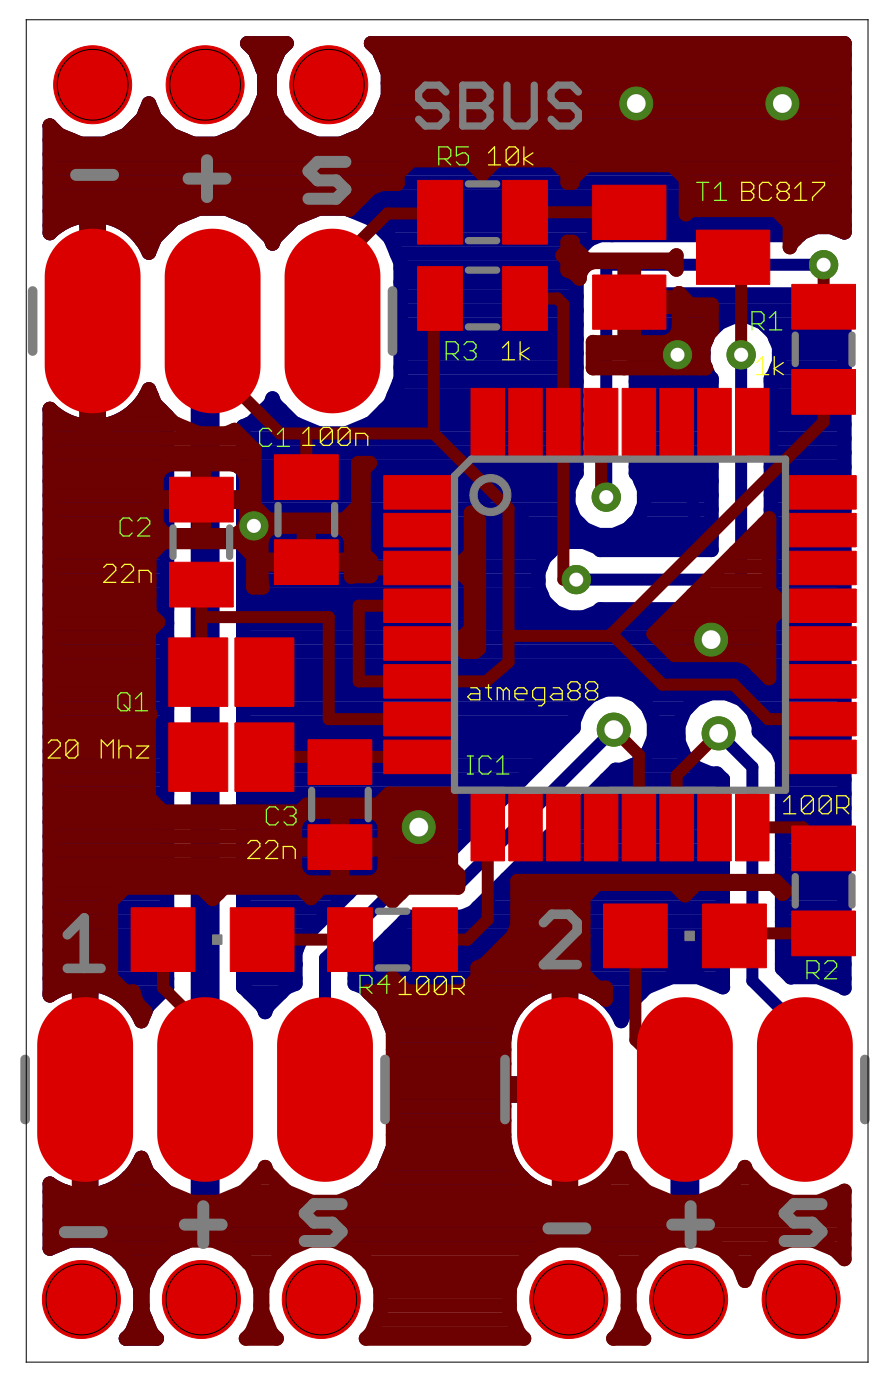 SBUS
- + S
R5 10k
T1 BC817
R1
R3 1k
1k
C1 100n
C2
22n
atmega88
Q1
20 Mhz
IC1
100R
C3
22n
1
2
R2
R4 100R
- + S
- + S